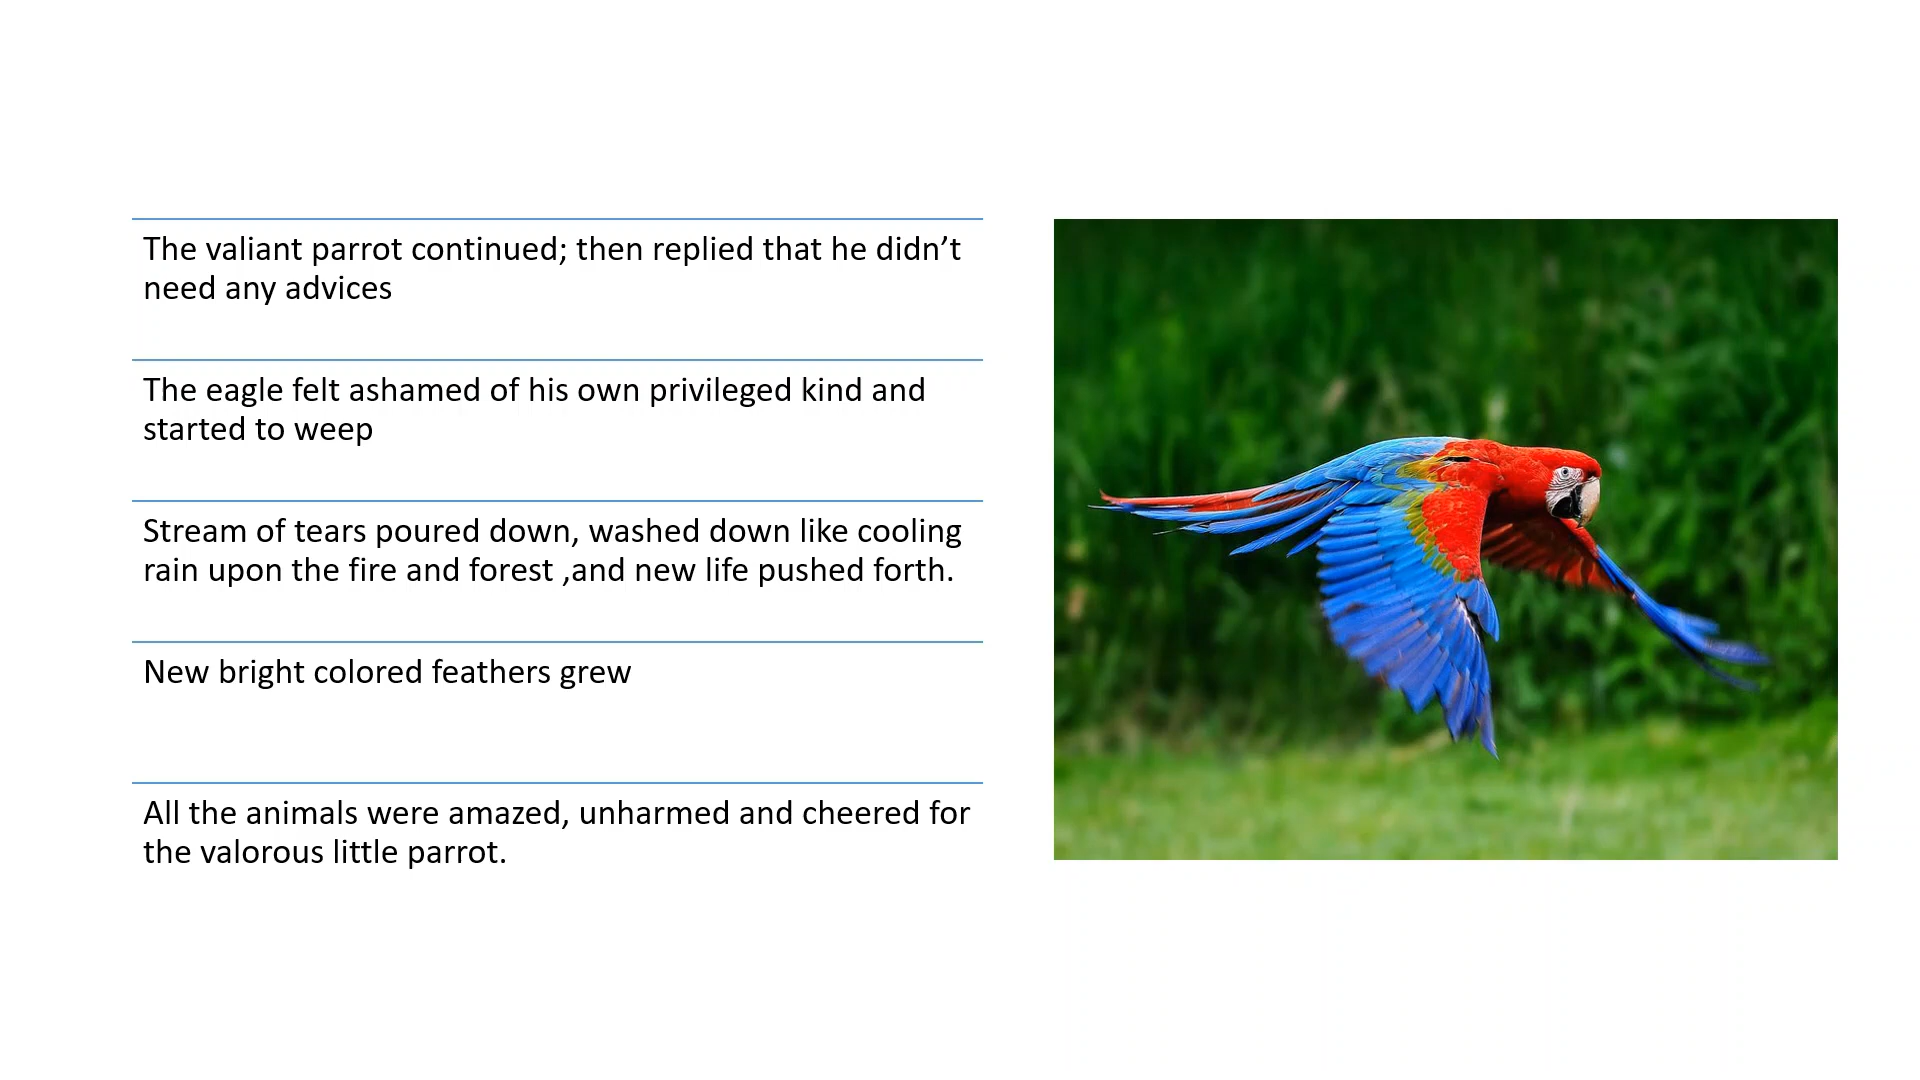 The valiant parrot continued; then replied that he didn’t
need any advices
The eagle felt ashamed of his own privileged kind and
started to weep
Stream of tears poured down, washed down like cooling
rain upon the fire and forest ,and new life pushed forth.
New bright colored feathers grew
All the animals were amazed, unharmed and cheered for
the valorous little parrot.